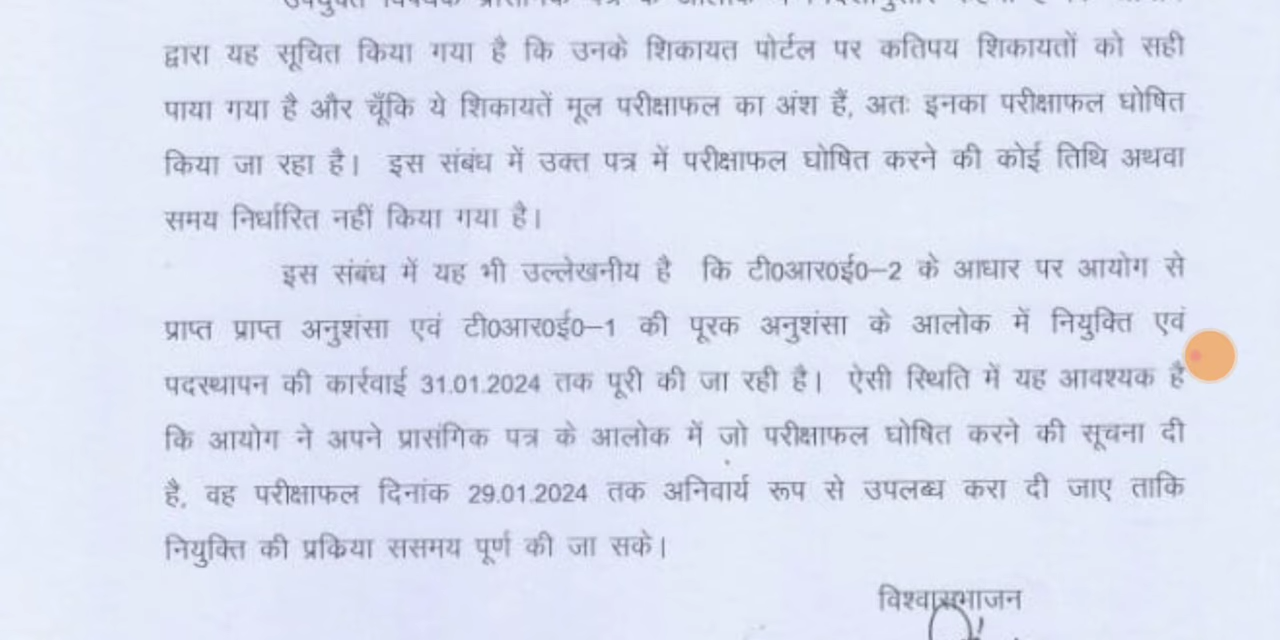 द्वारा यह सूचित किया गया है कि उनके शिकायत पोर्टल पर कतिपय शिकायतों को सही
पाया गया है और चूँकि ये शिकायतें मूल परीक्षाफल का अंश हैं, अतः इनका परीक्षाफल घोषित
किया जा रहा है। इस संबंध में उक्त पत्र में परीक्षाफल घोषित करने की कोई तिथि अथवा
समय निर्धारित नहीं किया गया है।
इस संबंध में यह भी उल्लेखनीय है कि टी0आर0ई0–2 के आधार पर आयोग से
प्राप्त प्राप्त अनुशंसा एवं टी0आर0ई0–1 की पूरक अनुशंसा के आलोक में नियुक्ति एवं
पदस्थापन की कार्रवाई 31.01.2024 तक पूरी की जा रही है। ऐसी स्थिति में यह आवश्यक है
कि आयोग ने अपने प्रासंगिक पत्र के आलोक में जो परीक्षाफल घोषित करने की सूचना दी
है, वह परीक्षाफल दिनांक 29.01.2024 तक अनिवार्य रूप से उपलब्ध करा दी जाए ताकि
नियुक्ति की प्रक्रिया ससमय पूर्ण की जा सके।
विश्वासभाजन